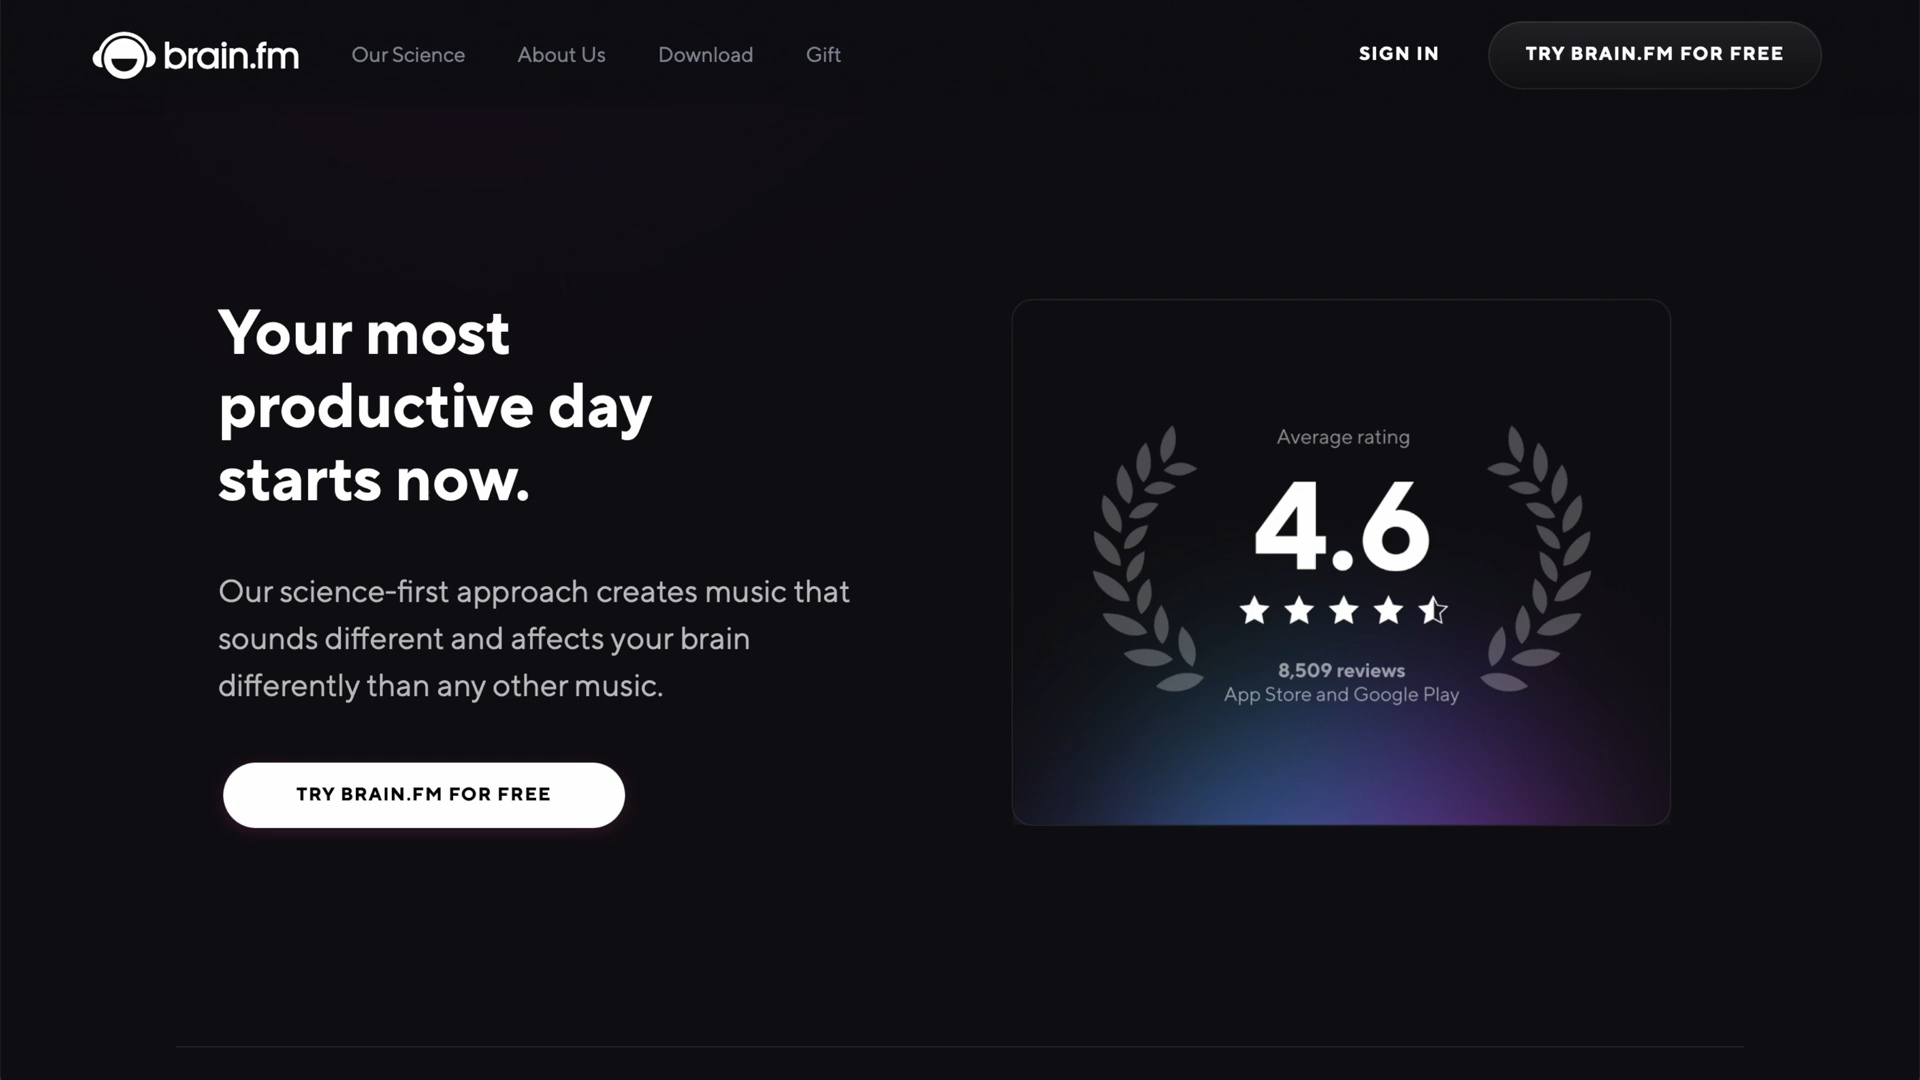 brain.fm
Our Science
About Us
Download
Gift
SIGN IN
TRY BRAIN.FM FOR FREE
Your most
productive day
starts now.
Our science-first approach creates music that
sounds different and affects your brain
differently than any other music.
TRY BRAIN.FM FOR FREE
Average rating
4.6
8,509 reviews
App Store and Google Play